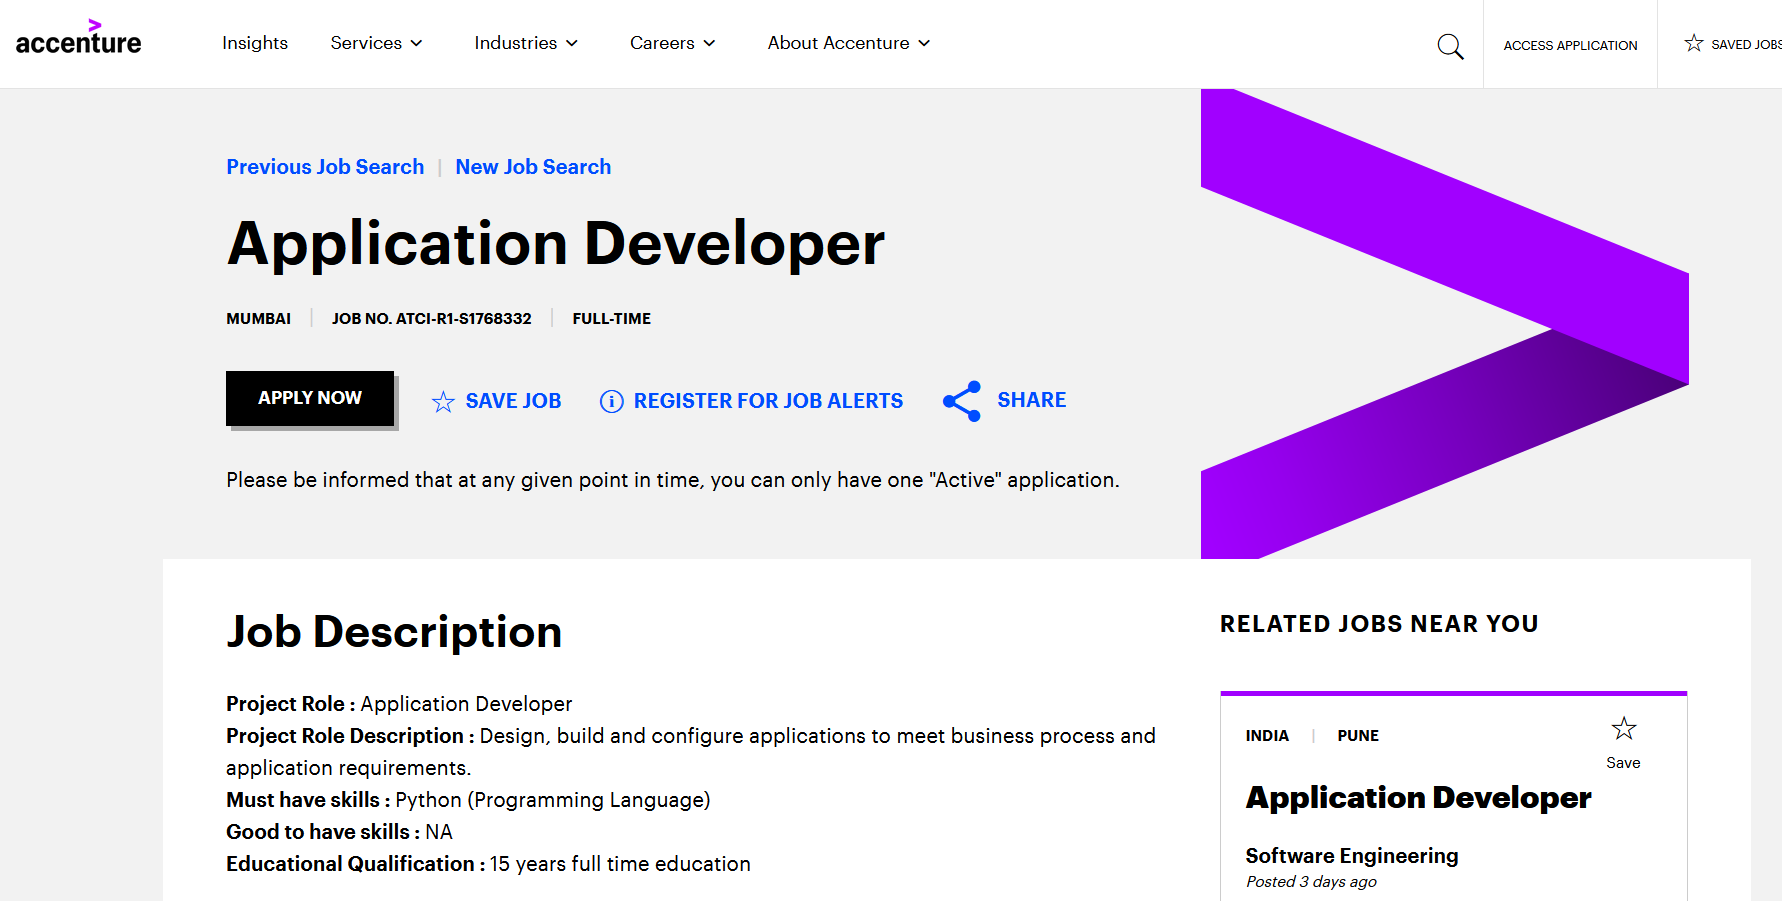 accenture
Insights
Services
Industries
Careers
About Accenture
ACCESS APPLICATION
SAVED JOBS
Previous Job Search | New Job Search
Application Developer
MUMBAI | JOB NO. ATCI-R1-S1768332 | FULL-TIME
APPLY NOW
SAVE JOB
REGISTER FOR JOB ALERTS
SHARE
Please be informed that at any given point in time, you can only have one "Active" application.
Job Description
Project Role : Application Developer
Project Role Description : Design, build and configure applications to meet business process and
application requirements.
Must have skills : Python (Programming Language)
Good to have skills : NA
Educational Qualification : 15 years full time education
RELATED JOBS NEAR YOU
INDIA | PUNE
Save
Application Developer
Software Engineering
Posted 3 days ago